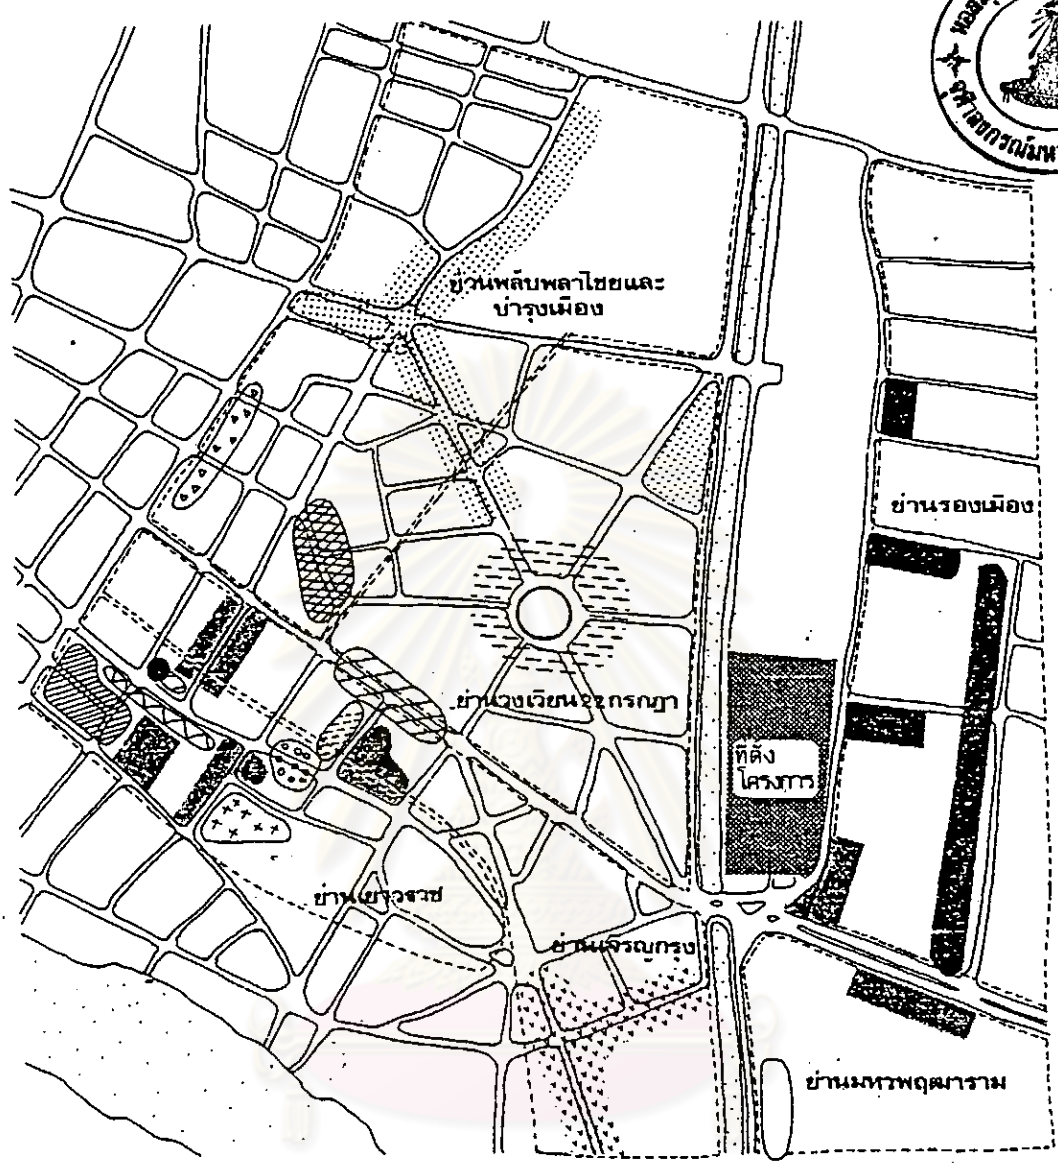 ย่านพลับพลาไชยและ
บำรุงเมือง
ย่านรองเมือง
ย่านวงเวียน 22 กรกฎา
ที่ตั้ง
โครงการ
ย่านเยาวราช
ย่านเจริญกรุง
ย่านมหาพฤฒาราม